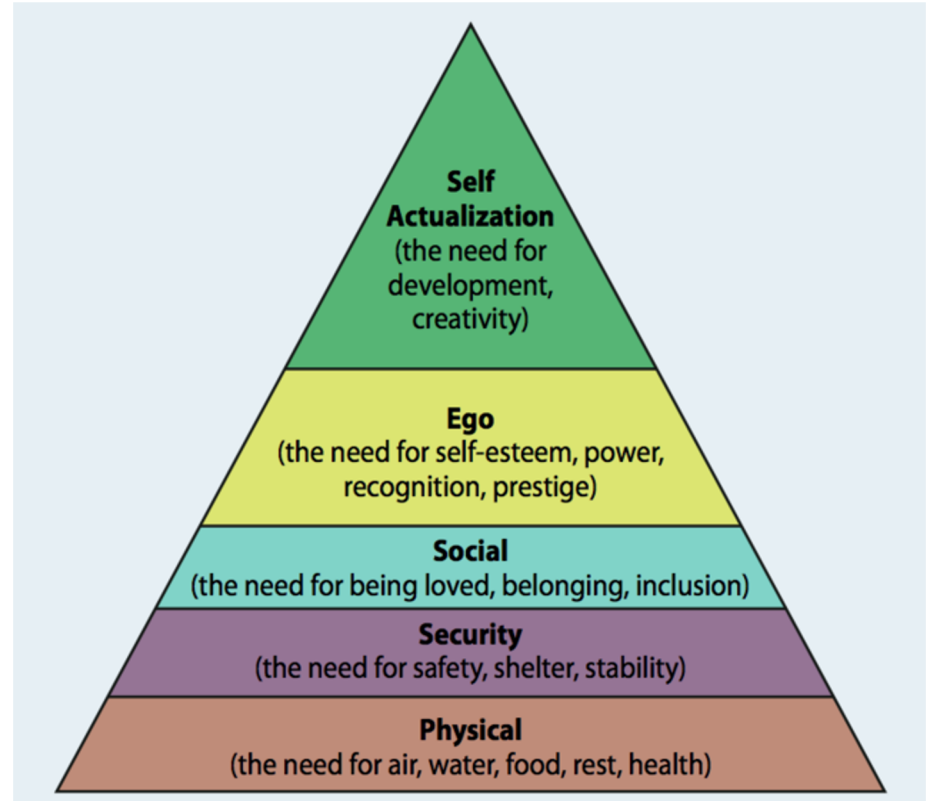 Self
Actualization
(the need for
development,
creativity)
Ego
(the need for self-esteem, power,
recognition, prestige)
Social
(the need for being loved, belonging, inclusion)
Security
(the need for safety, shelter, stability)
Physical
(the need for air, water, food, rest, health)